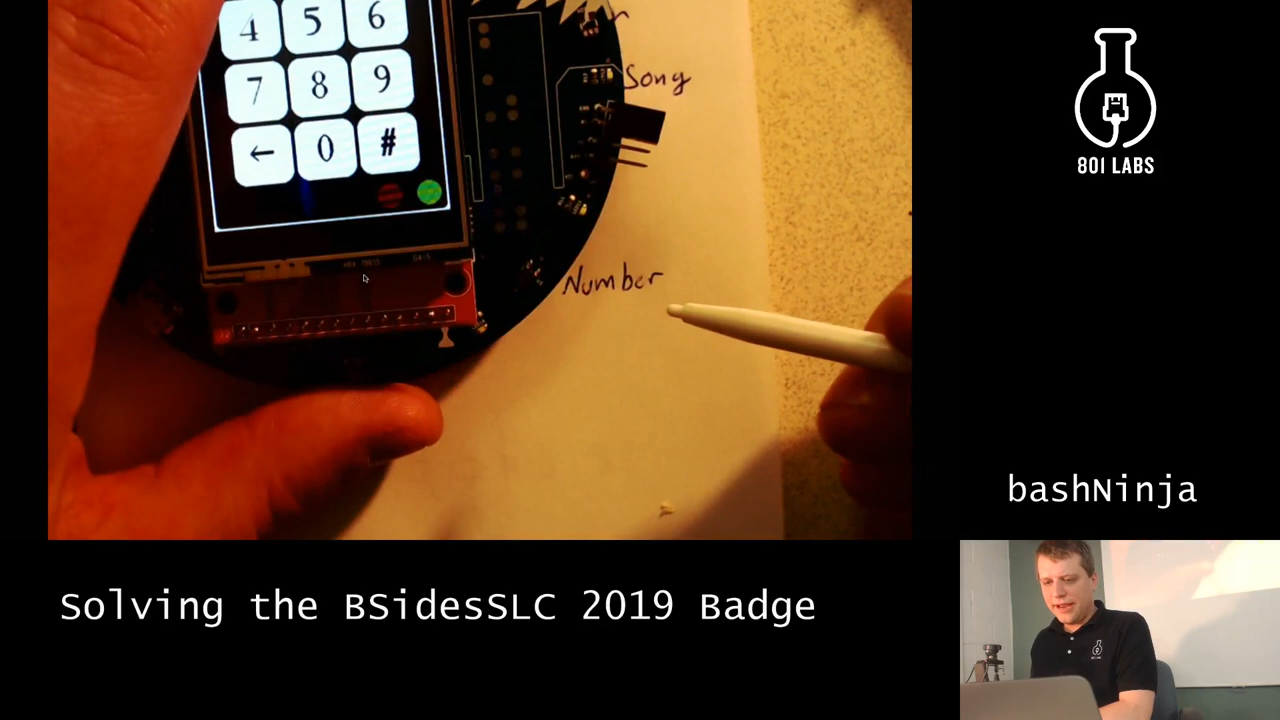 4 5 6
Song
7 8 9
← 0 #
Number
801 LABS
bashNinja
Solving the BSidesSLC 2019 Badge